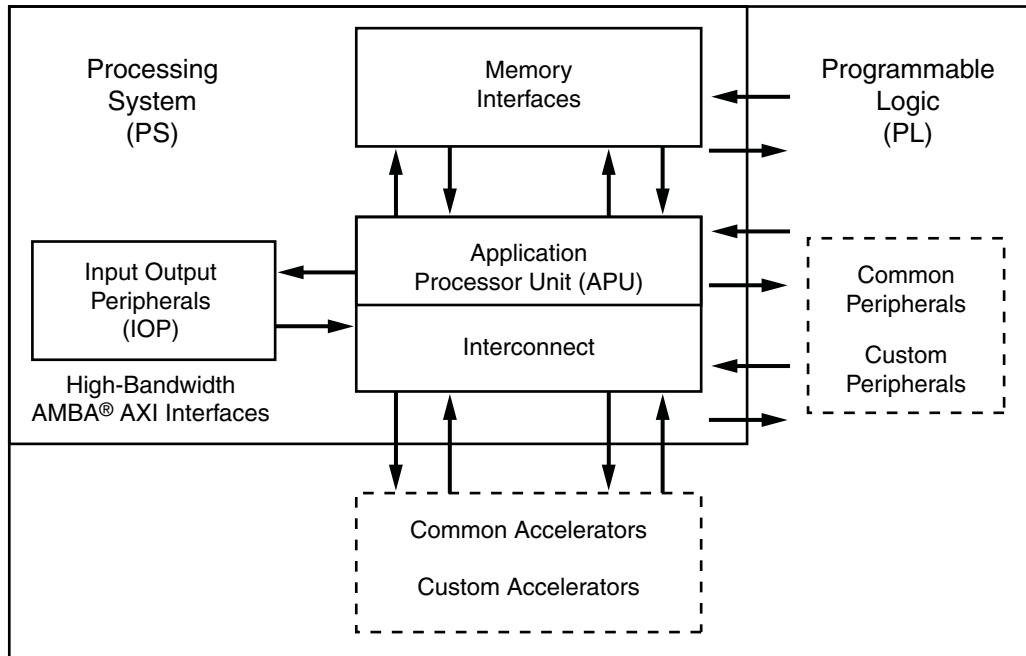 Processing
System
(PS)
Memory
Interfaces
Programmable
Logic
(PL)
Application
Processor Unit (APU)
Input Output
Peripherals
(IOP)
Interconnect
Common
Peripherals
Custom
Peripherals
High-Bandwidth
AMBA® AXI Interfaces
Common Accelerators
Custom Accelerators